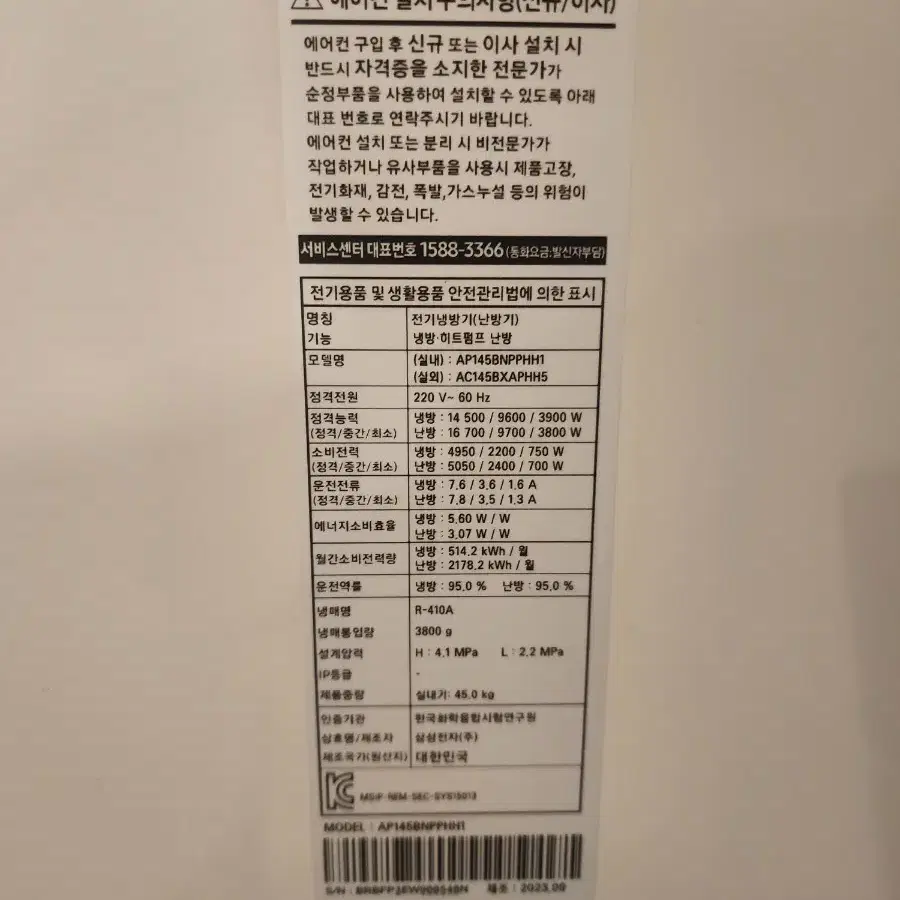 에어컨 설치 주의사항(신규/이사)
에어컨 구입 후 신규 또는 이사 설치 시
반드시 자격증을 소지한 전문가가
순정부품을 사용하여 설치할 수 있도록 아래
대표 번호로 연락주시기 바랍니다.
에어컨 설치 또는 분리 시 비전문가가
작업하거나 유사부품을 사용시 제품고장,
전기화재, 감전, 폭발,가스누설 등의 위험이
발생할 수 있습니다.
서비스센터 대표번호 1588-3366 (통화요금:발신자부담)
전기용품 및 생활용품 안전관리법에 의한 표시
명칭 전기냉방기(난방기)
기능 냉방·히트펌프 난방
모델명 (실내) : AP145BNPPHH1
(실외) : AC145BXAPHH5
정격전원 220 V~ 60 Hz
정격능력 냉방 : 14 500 / 9600 / 3900 W
(정격/중간/최소) 난방 : 16 700 / 9700 / 3800 W
소비전력 냉방 : 4950 / 2200 / 750 W
(정격/중간/최소) 난방 : 5050 / 2400 / 700 W
운전전류 냉방 : 7.6 / 3.6 / 1.6 A
(정격/중간/최소) 난방 : 7.8 / 3.5 / 1.3 A
에너지소비효율 냉방 : 5.60 W / W
난방 : 3.07 W / W
월간소비전력량 냉방 : 514.2 kWh / 월
난방 : 2178.2 kWh / 월
운전역률 냉방 : 95.0 % 난방 : 95.0 %
냉매명 R-410A
냉매봉입량 3800 g
설계압력 H : 4.1 MPa L : 2.2 MPa
IP등급 -
제품중량 실내기: 45.0 kg
인증기관 한국화학융합시험연구원
상호명/제조사 삼성전자(주)
제조국가(원산지) 대한민국
MSIP-REM-SEC-SYS15013
MODEL : AP145BNPPHH1
S/N : 제조 : 2023.09